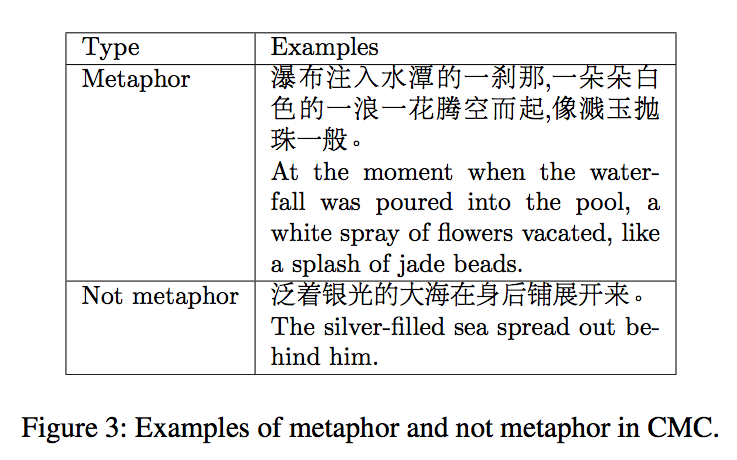 Type Examples
Metaphor 瀑布注入水潭的一刹那,一朵朵白
色的一浪一花腾空而起,像溅玉抛
珠一般。
At the moment when the water-
fall was poured into the pool, a
white spray of flowers vacated, like
a splash of jade beads.
Not metaphor 泛着银光的大海在身后铺展开来。
The silver-filled sea spread out be-
hind him.
Figure 3: Examples of metaphor and not metaphor in CMC.